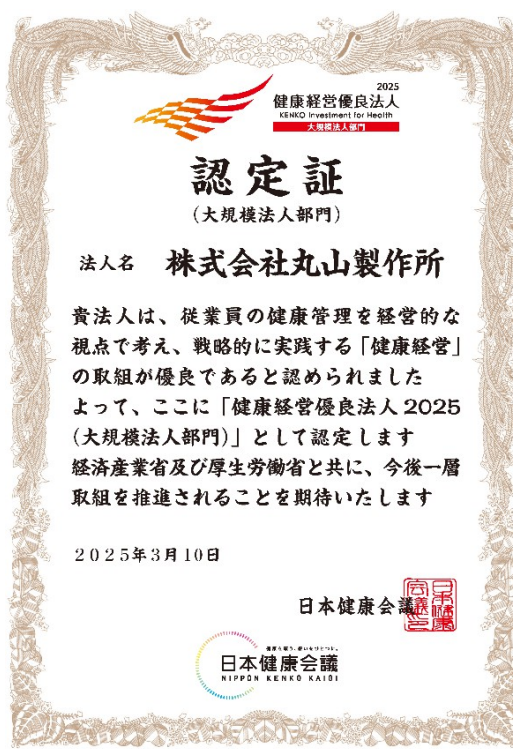 2025
健康経営優良法人
KENKO Investment for Health
大規模法人部門
認定証
(大規模法人部門)
法人名 株式会社丸山製作所
貴法人は、従業員の健康管理を経営的な
視点で考え、戦略的に実践する「健康経営」
の取組が優良であると認められました
よって、ここに「健康経営優良法人2025
(大規模法人部門)」として認定します
経済産業省及び厚生労働省と共に、今後一層
取組を推進されることを期待いたします
2025年3月10日
日本健康会議
日本健康会議
NIPPON KENKO KAIGI